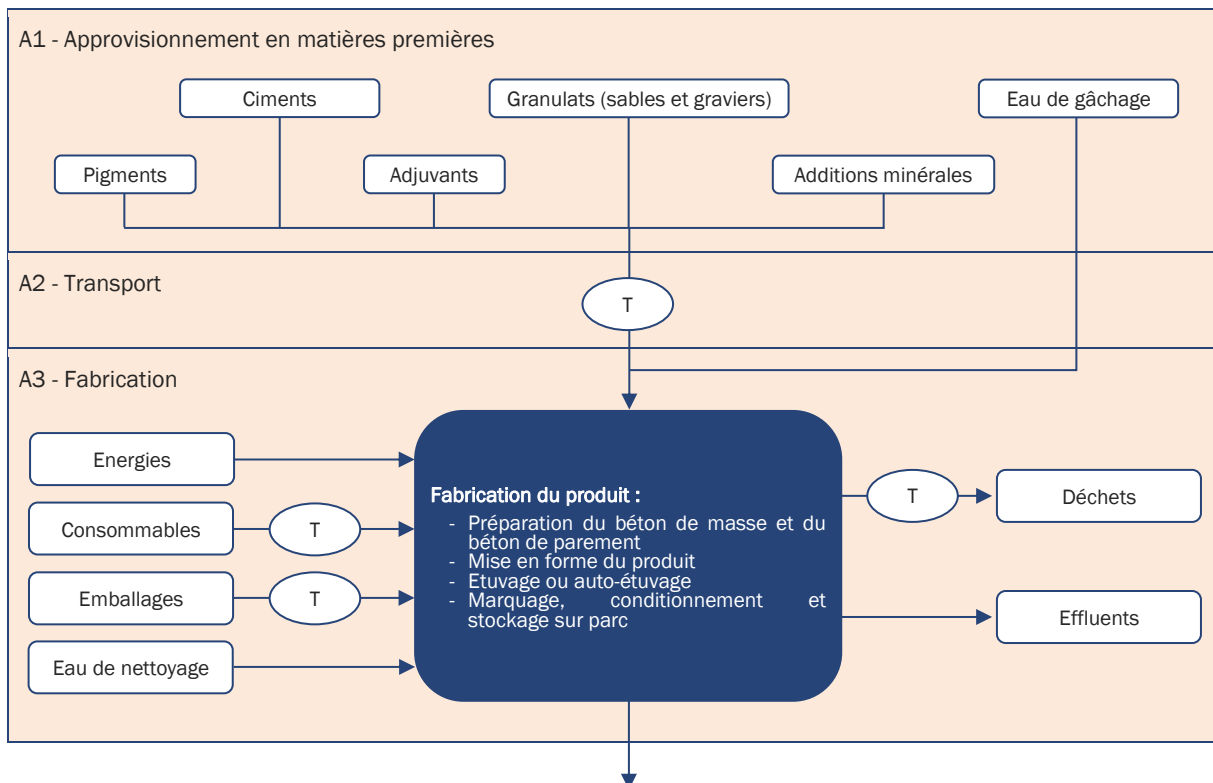 A1 - Approvisionnement en matières premières
Ciments
Granulats (sables et graviers)
Eau de gâchage
Pigments
Adjuvants
Additions minérales
A2 - Transport
T
A3 - Fabrication
Energies
Consommables
T
Emballages
T
Eau de nettoyage
Fabrication du produit :
- Préparation du béton de masse et du
béton de parement
- Mise en forme du produit
- Etuvage ou auto-étuvage
- Marquage, conditionnement et
stockage sur parc
T
Déchets
Effluents